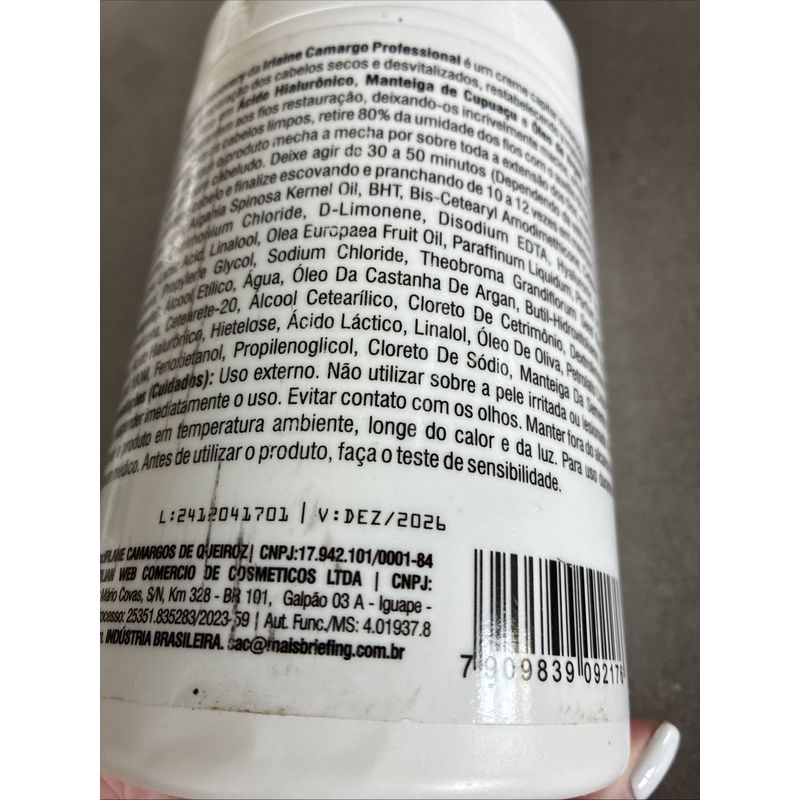 da Irlaine Camargo Professional é um creme capilar
dos cabelos secos e desvitalizados, restabelecendo
em Ácido Hialurônico, Manteiga de Cupuaçu e Óleo de
aos fios restauração, deixando-os incrivelmente
cabelos limpos, retire 80% da umidade dos fios com o
produto mecha a mecha por sobre toda a extensão dos
cabeludo. Deixe agir de 30 a 50 minutos (Dependendo da
cabelo e finalize escovando e pranchando de 10 a 12 vezes
Argania Spinosa Kernel Oil, BHT, Bis-Cetearyl Amodimethicone,
Chloride, D-Limonene, Disodium EDTA,
Lactic Acid, Linalool, Olea Europaea Fruit Oil, Paraffinum Liquidum,
Propylene Glycol, Sodium Chloride, Theobroma Grandiflorum
Álcool Etílico, Água, Óleo Da Castanha De Argan,
Cetearete-20, Álcool Cetearílico, Cloreto De Cetrimônio,
Hialurônico, Hietelose, Ácido Láctico, Linalol, Óleo De Oliva,
Fenoxietanol, Propilenoglicol, Cloreto De Sódio, Manteiga Da
(Cuidados): Uso externo. Não utilizar sobre a pele irritada ou
imediatamente o uso. Evitar contato com os olhos. Manter fora do
o produto em temperatura ambiente, longe do calor e da luz. Para uso
médico. Antes de utilizar o produto, faça o teste de sensibilidade.
L:2412041701 | V:DEZ/2026
CAMARGOS DE QUEIROZ| CNPJ:17.942.101/0001-84
WEB COMERCIO DE COSMETICOS LTDA | CNPJ:
Mário Covas, S/N, Km 328 - BR 101, Galpão 03 A - Iguape -
25351.835283/2023-59 | Aut. Func./MS: 4.01937.8
INDÚSTRIA BRASILEIRA. sac@maisbriefing.com.br
7 909839 09217